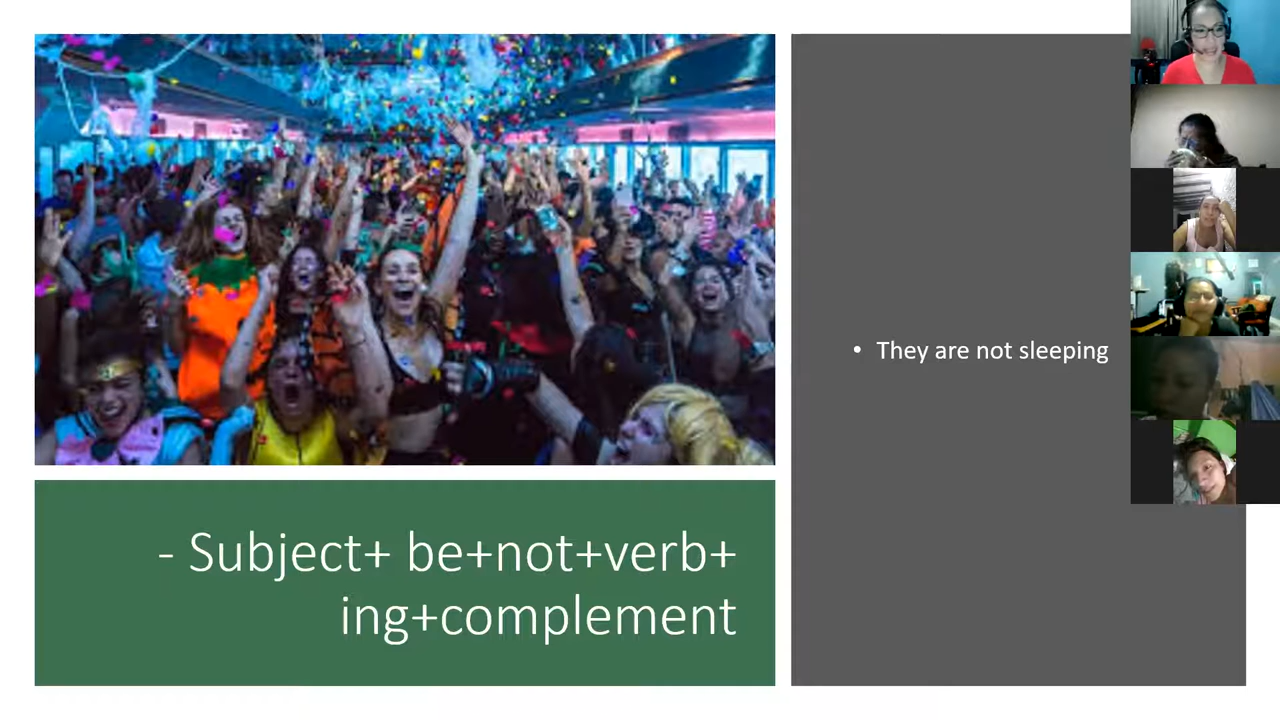 • They are not sleeping
- Subject+ be+not+verb+
ing+complement